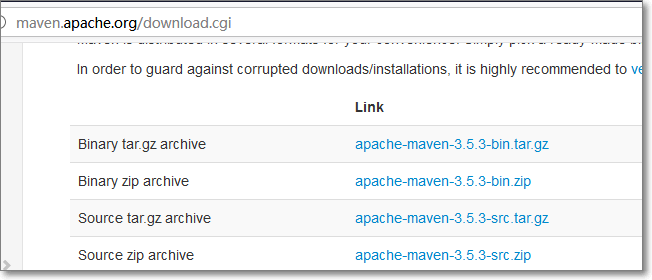 maven.apache.org/download.cgi
In order to guard against corrupted downloads/installations, it is highly recommended to
Link
Binary tar.gz archive apache-maven-3.5.3-bin.tar.gz
Binary zip archive apache-maven-3.5.3-bin.zip
Source tar.gz archive apache-maven-3.5.3-src.tar.gz
Source zip archive apache-maven-3.5.3-src.zip